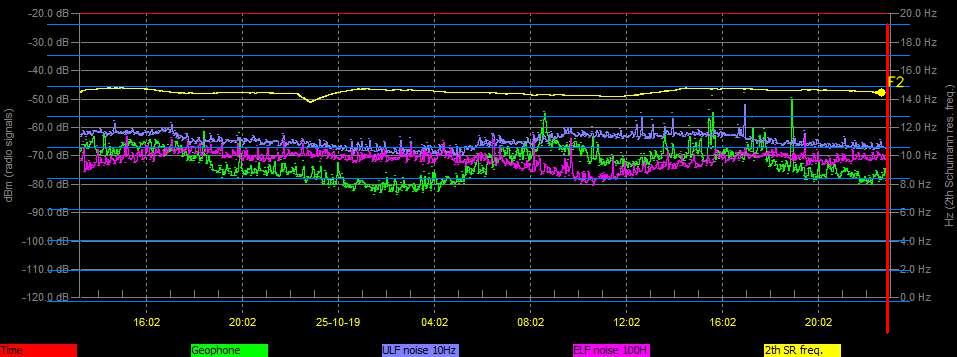 -20.0 dB
20.0 Hz
-30.0 dB
18.0 Hz
-40.0 dB
16.0 Hz
F2
-50.0 dB
14.0 Hz
-60.0 dB
12.0 Hz
-70.0 dB
10.0 Hz
-80.0 dB
8.0 Hz
-90.0 dB
6.0 Hz
-100.0 dB
4.0 Hz
-110.0 dB
2.0 Hz
-120.0 dB
0.0 Hz
dBm (radio signals)
Hz (2th Schumann res. freq.)
16:02 20:02 25-10-19 04:02 08:02 12:02 16:02 20:02
Time Geophone ULF noise 10Hz ELF noise 100H 2th SR freq.